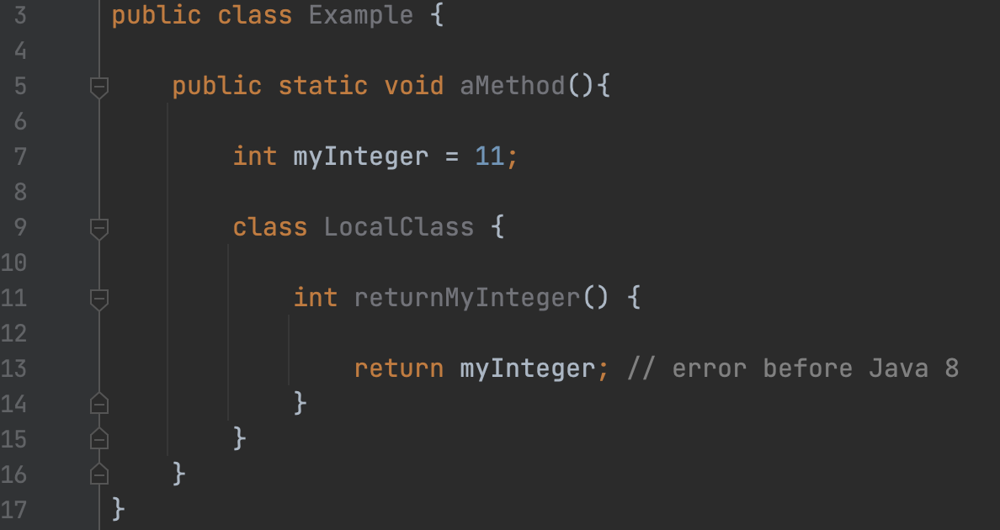 3 public class Example {
4
5 public static void aMethod(){
6
7 int myInteger = 11;
8
9 class LocalClass {
10
11 int returnMyInteger() {
12
13 return myInteger; // error before Java 8
14 }
15 }
16 }
17 }